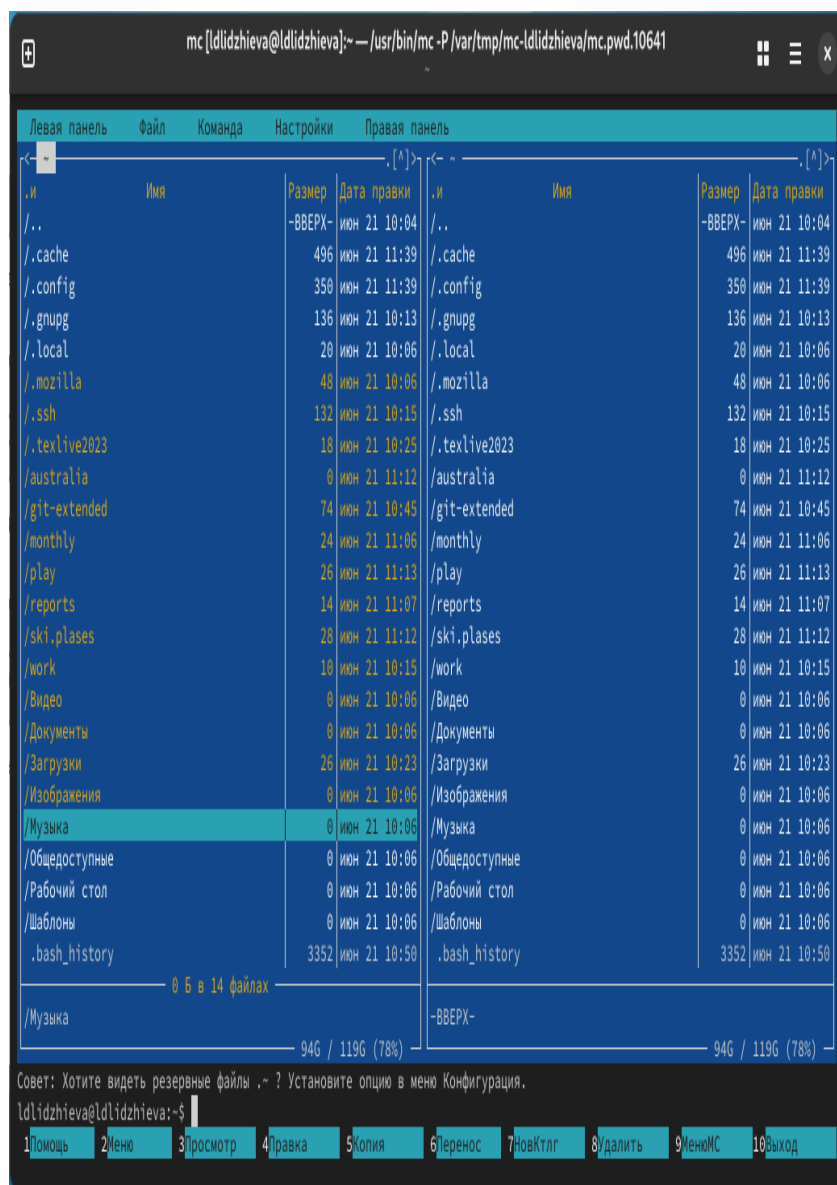 mc [ldlidzhieva@ldlidzhieva]:~ — /usr/bin/mc -P /var/tmp/mc-ldlidzhieva/mc.pwd.10641
~
Левая панель Файл Команда Настройки Правая панель
<- ~ .[^]> <- ~ .[^]>
.и Имя Размер Дата правки .и Имя Размер Дата правки
/.. -ВВЕРХ- июн 21 10:04 /.. -ВВЕРХ- июн 21 10:04
/.cache 496 июн 21 11:39 /.cache 496 июн 21 11:39
/.config 350 июн 21 11:39 /.config 350 июн 21 11:39
/.gnupg 136 июн 21 10:13 /.gnupg 136 июн 21 10:13
/.local 20 июн 21 10:06 /.local 20 июн 21 10:06
/.mozilla 48 июн 21 10:06 /.mozilla 48 июн 21 10:06
/.ssh 132 июн 21 10:15 /.ssh 132 июн 21 10:15
/.texlive2023 18 июн 21 10:25 /.texlive2023 18 июн 21 10:25
/australia 0 июн 21 11:12 /australia 0 июн 21 11:12
/git-extended 74 июн 21 10:45 /git-extended 74 июн 21 10:45
/monthly 24 июн 21 11:06 /monthly 24 июн 21 11:06
/play 26 июн 21 11:13 /play 26 июн 21 11:13
/reports 14 июн 21 11:07 /reports 14 июн 21 11:07
/ski.plases 28 июн 21 11:12 /ski.plases 28 июн 21 11:12
/work 10 июн 21 10:15 /work 10 июн 21 10:15
/Видео 0 июн 21 10:06 /Видео 0 июн 21 10:06
/Документы 0 июн 21 10:06 /Документы 0 июн 21 10:06
/Загрузки 26 июн 21 10:23 /Загрузки 26 июн 21 10:23
/Изображения 0 июн 21 10:06 /Изображения 0 июн 21 10:06
/Музыка 0 июн 21 10:06 /Музыка 0 июн 21 10:06
/Общедоступные 0 июн 21 10:06 /Общедоступные 0 июн 21 10:06
/Рабочий стол 0 июн 21 10:06 /Рабочий стол 0 июн 21 10:06
/Шаблоны 0 июн 21 10:06 /Шаблоны 0 июн 21 10:06
.bash_history 3352 июн 21 10:50 .bash_history 3352 июн 21 10:50
0 Б в 14 файлах
/Музыка -ВВЕРХ-
94G / 119G (78%) 94G / 119G (78%)
Совет: Хотите видеть резервные файлы .~ ? Установите опцию в меню Конфигурация.
ldlidzhieva@ldlidzhieva:~$
1Помощь 2Меню 3Просмотр 4Правка 5Копия 6Перенос 7НовКтлг 8Удалить 9МенюМС 10Выход